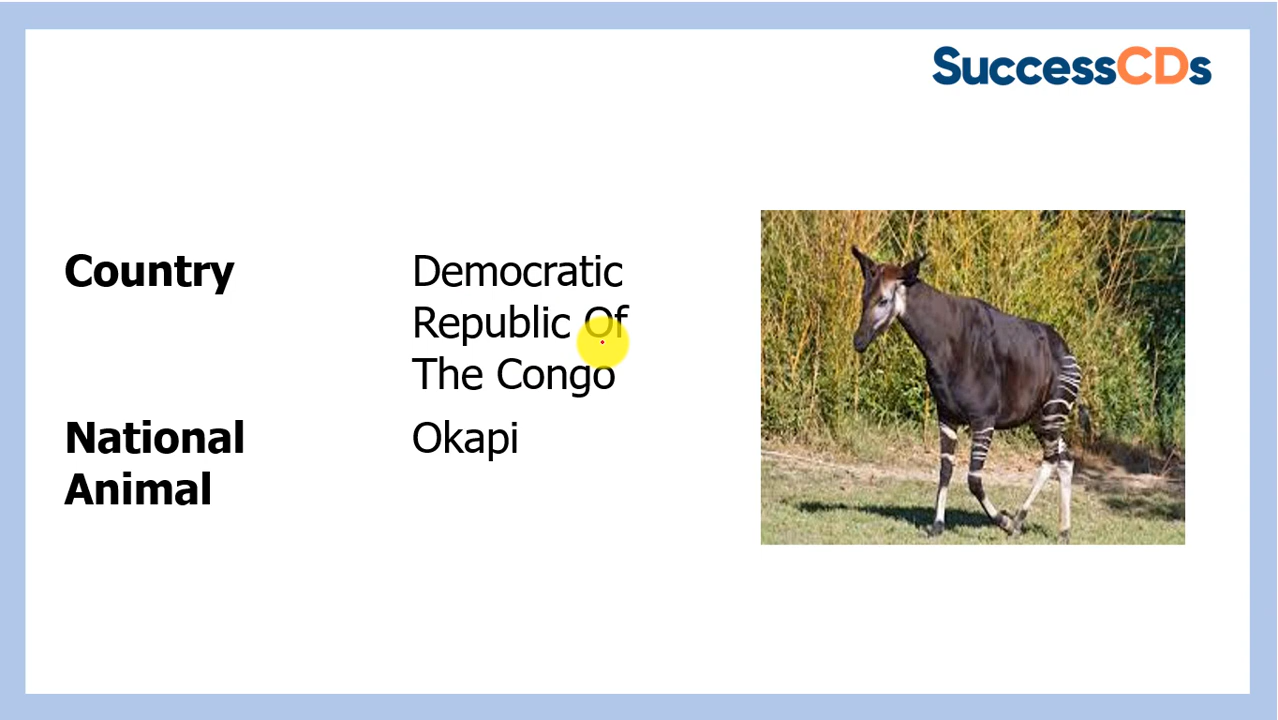 SuccessCDs
Country
Democratic
Republic Of
The Congo
National
Animal
Okapi